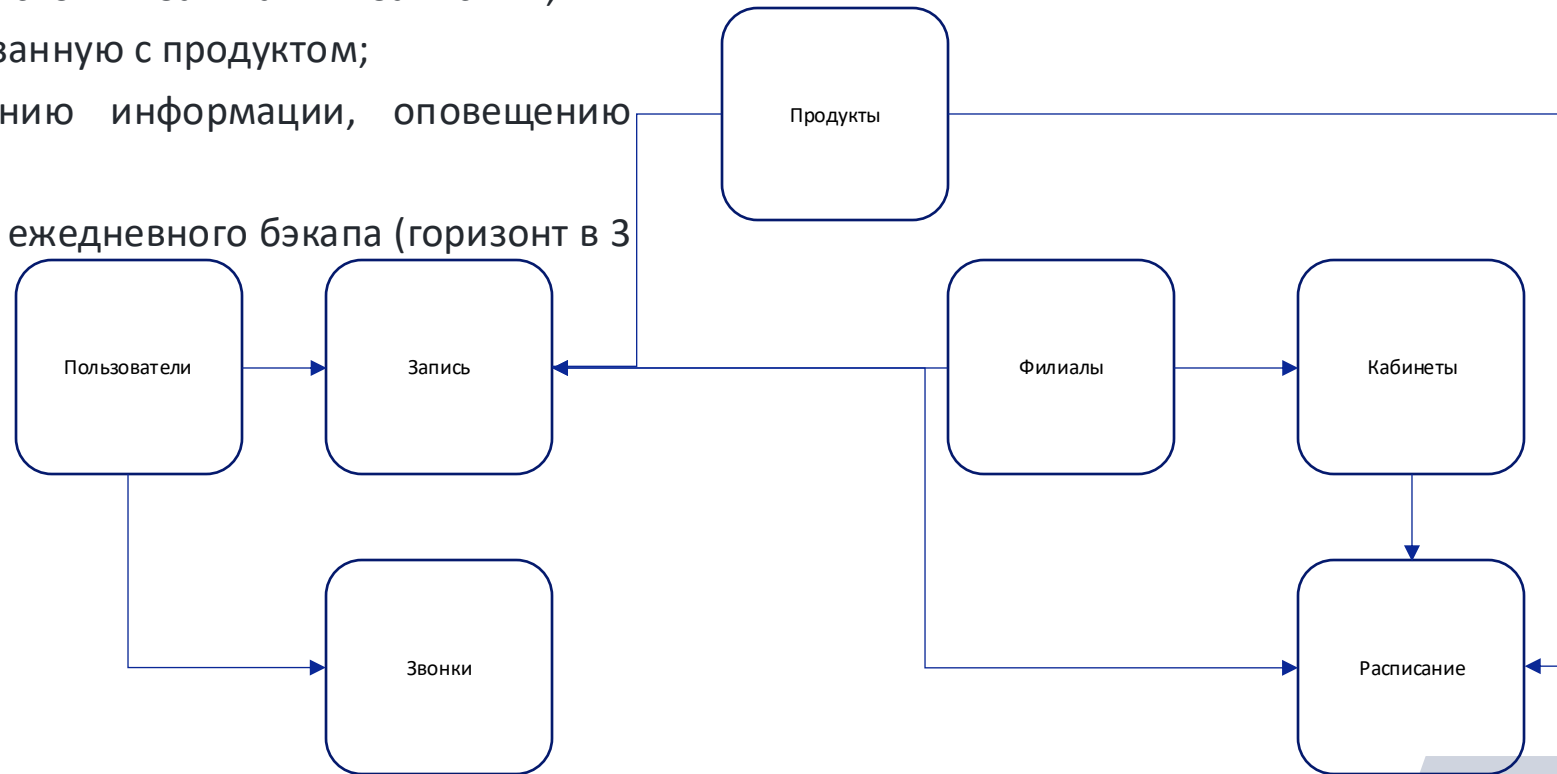 ванную с продуктом;
нию информации, оповещению
ежедневного бэкапа (горизонт в 3
Продукты
Пользователи
Запись
Филиалы
Кабинеты
Звонки
Расписание